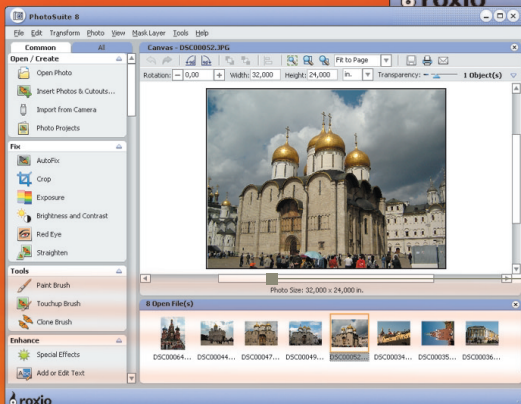 roxio
PhotoSuite 8
File Edit Transform Photo View Mask Layer Tools Help
Common All
Open / Create
Open Photo
Insert Photos & Cutouts...
Import from Camera
Photo Projects
Fix
AutoFix
Crop
Exposure
Brightness and Contrast
Red Eye
Straighten
Tools
Paint Brush
Touchup Brush
Clone Brush
Enhance
Special Effects
Add or Edit Text
Canvas - DSC00052.JPG
Fit to Page
Rotation: 0,00 Width: 32,000 Height: 24,000 in. Transparency: 1 Object(s)
Photo Size: 32,000 x 24,000 in.
8 Open File(s)
DSC00064... DSC00044... DSC00047... DSC00049... DSC00052... DSC00034... DSC00035... DSC00036...
roxio